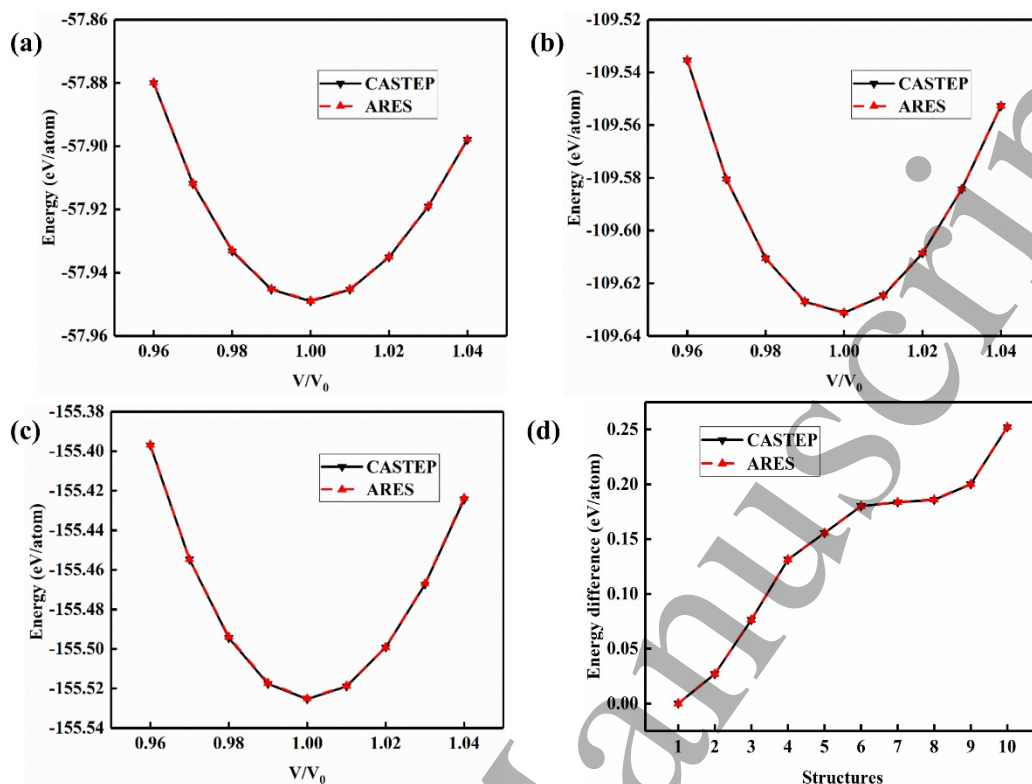 (a)
-57.86
-57.88
-57.90
-57.92
-57.94
-57.96
Energy (eV/atom)
CASTEP
ARES
0.96 0.98 1.00 1.02 1.04
V/V₀
(b)
-109.52
-109.54
-109.56
-109.58
-109.60
-109.62
-109.64
Energy (eV/atom)
CASTEP
ARES
0.96 0.98 1.00 1.02 1.04
V/V₀
(c)
-155.38
-155.40
-155.42
-155.44
-155.46
-155.48
-155.50
-155.52
-155.54
Energy (eV/atom)
CASTEP
ARES
0.96 0.98 1.00 1.02 1.04
V/V₀
(d)
0.25
0.20
0.15
0.10
0.05
0.00
Energy difference (eV/atom)
CASTEP
ARES
1 2 3 4 5 6 7 8 9 10
Structures